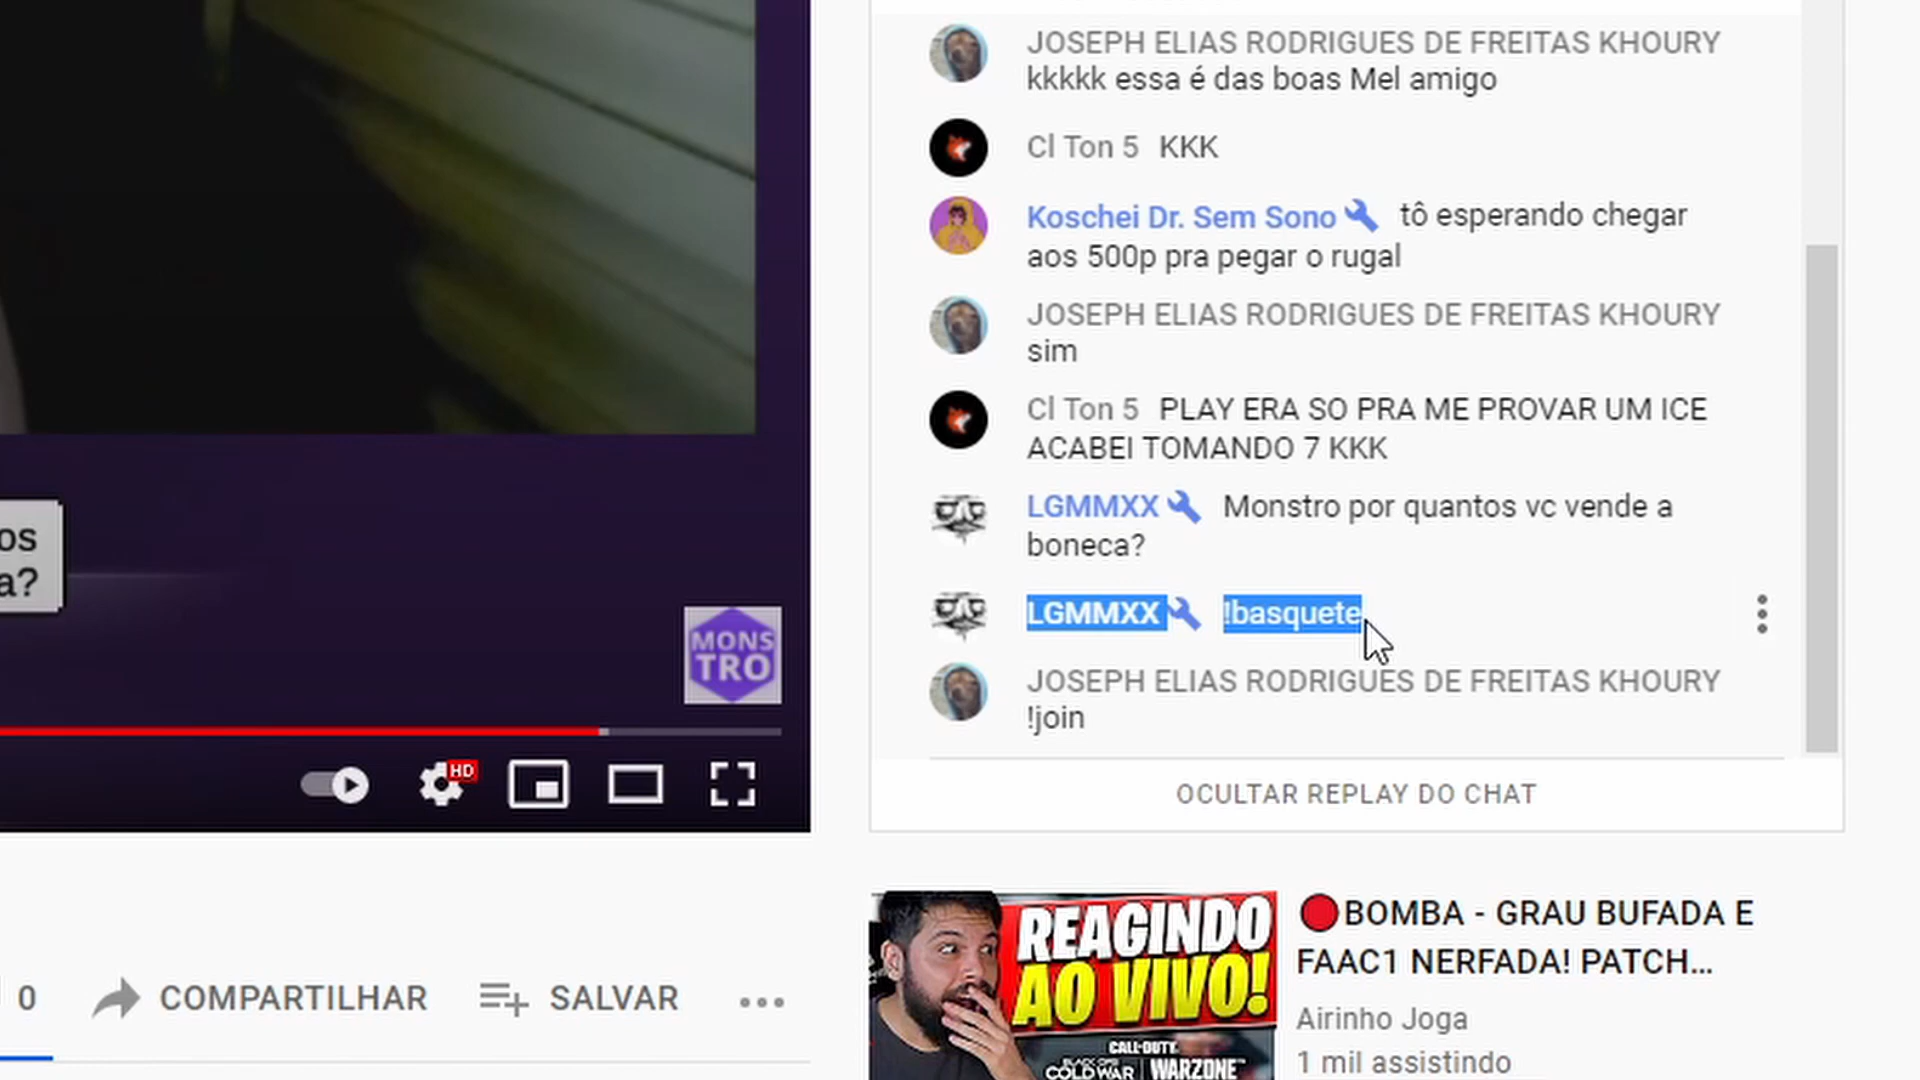 JOSEPH ELIAS RODRIGUES DE FREITAS KHOURY
kkkkk essa é das boas Mel amigo
Cl Ton 5 KKK
Koschei Dr. Sem Sono tô esperando chegar
aos 500p pra pegar o rugal
JOSEPH ELIAS RODRIGUES DE FREITAS KHOURY
sim
Cl Ton 5 PLAY ERA SO PRA ME PROVAR UM ICE
ACABEI TOMANDO 7 KKK
LGMMXX Monstro por quantos vc vende a
boneca?
LGMMXX !basquete
JOSEPH ELIAS RODRIGUES DE FREITAS KHOURY
!join
OCULTAR REPLAY DO CHAT
os
a?
MONS
TRO
HD
0 COMPARTILHAR SALVAR
REAGINDO
AO VIVO!
CALL·DUTY
BLACK OPS
COLD WAR WARZONE
BOMBA - GRAU BUFADA E
FAAC1 NERFADA! PATCH...
Airinho Joga
1 mil assistindo